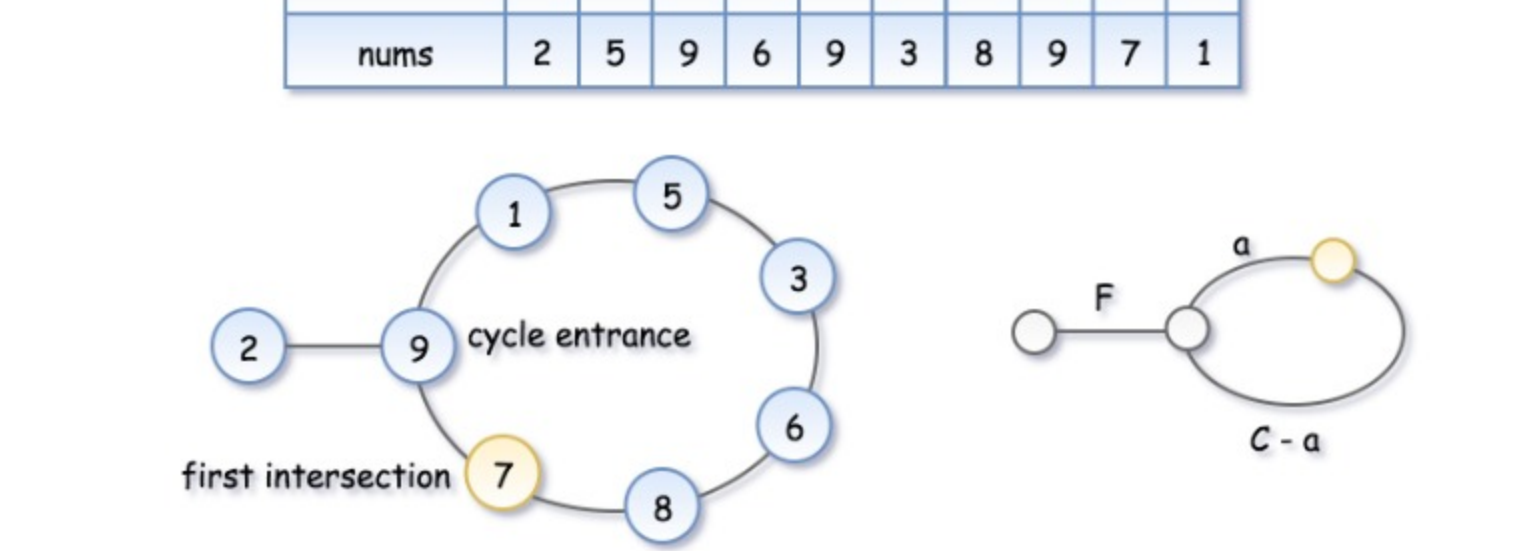 nums 2 5 9 6 9 3 8 9 7 1
1 5
3
a
F
2 9 cycle entrance
6
C - a
first intersection 7
8